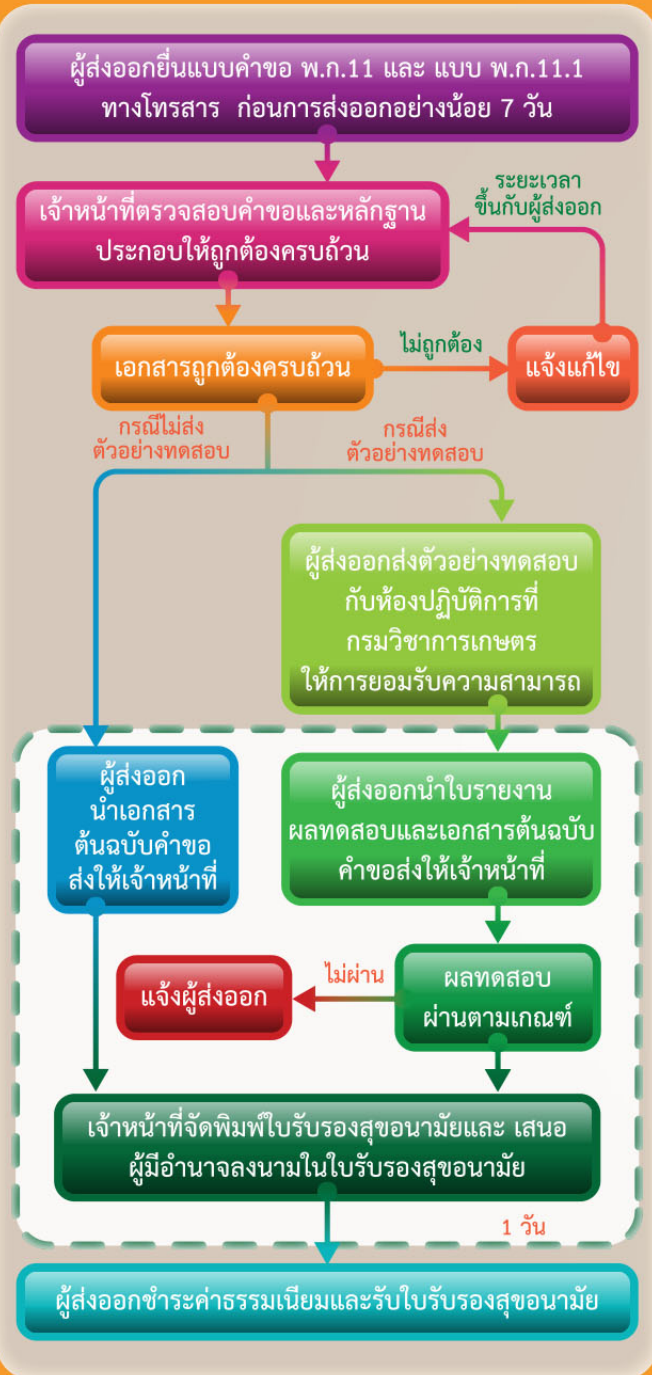 ผู้ส่งออกยื่นแบบคำขอ พ.ก.11 และ แบบ พ.ก.11.1
ทางโทรสาร ก่อนการส่งออกอย่างน้อย 7 วัน
ระยะเวลา
ขึ้นกับผู้ส่งออก
เจ้าหน้าที่ตรวจสอบคำขอและหลักฐาน
ประกอบให้ถูกต้องครบถ้วน
เอกสารถูกต้องครบถ้วน
ไม่ถูกต้อง
แจ้งแก้ไข
กรณีไม่ส่ง
ตัวอย่างทดสอบ
กรณีส่ง
ตัวอย่างทดสอบ
ผู้ส่งออกส่งตัวอย่างทดสอบ
กับห้องปฏิบัติการที่
กรมวิชาการเกษตร
ให้การยอมรับความสามารถ
ผู้ส่งออก
นำเอกสาร
ต้นฉบับคำขอ
ส่งให้เจ้าหน้าที่
ผู้ส่งออกนำใบรายงาน
ผลทดสอบและเอกสารต้นฉบับ
คำขอส่งให้เจ้าหน้าที่
แจ้งผู้ส่งออก
ไม่ผ่าน
ผลทดสอบ
ผ่านตามเกณฑ์
เจ้าหน้าที่จัดพิมพ์ใบรับรองสุขอนามัยและ เสนอ
ผู้มีอำนาจลงนามในใบรับรองสุขอนามัย
1 วัน
ผู้ส่งออกชำระค่าธรรมเนียมและรับใบรับรองสุขอนามัย